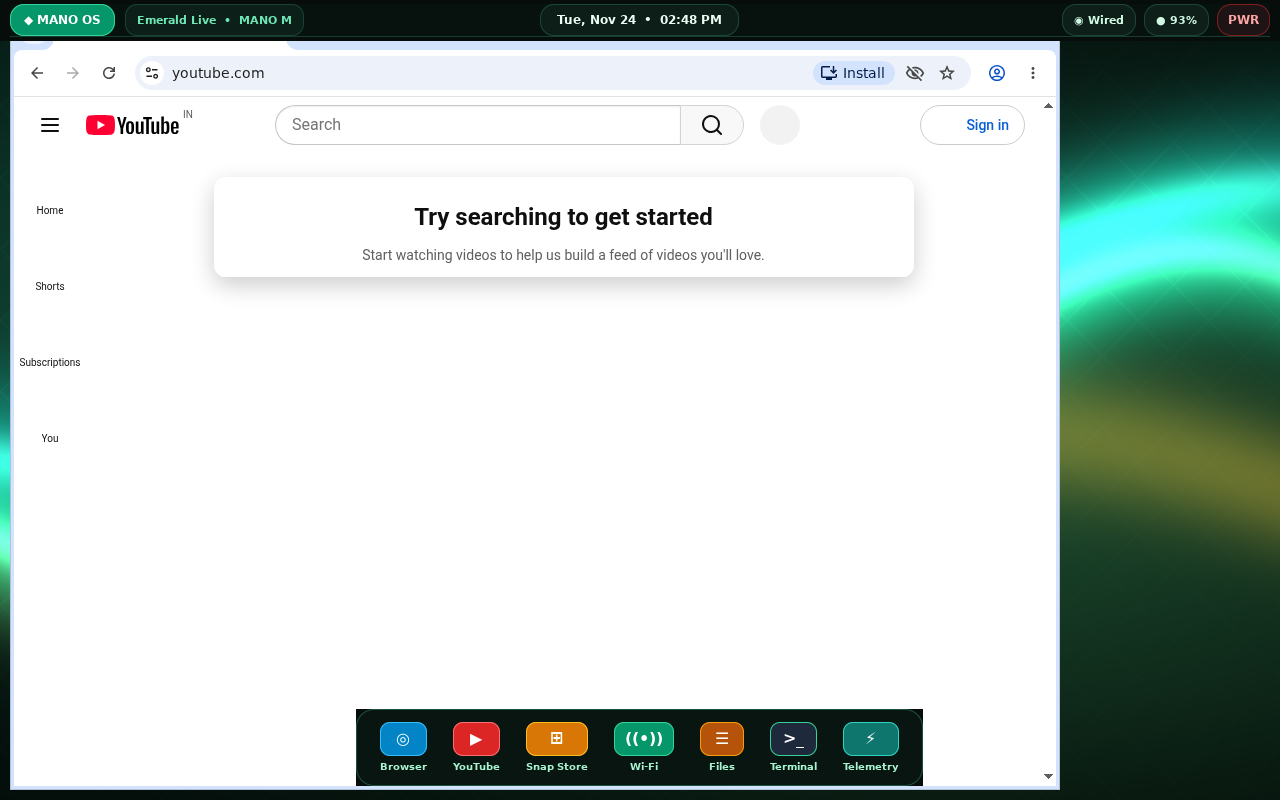 ◆ MANO OS
Emerald Live • MANO M
Tue, Nov 24 • 02:48 PM
◉ Wired
● 93%
PWR
youtube.com
Install
YouTube IN
Search
Sign in
Home
Shorts
Subscriptions
You
Try searching to get started
Start watching videos to help us build a feed of videos you'll love.
>_
Browser
YouTube
Snap Store
Wi-Fi
Files
Terminal
Telemetry